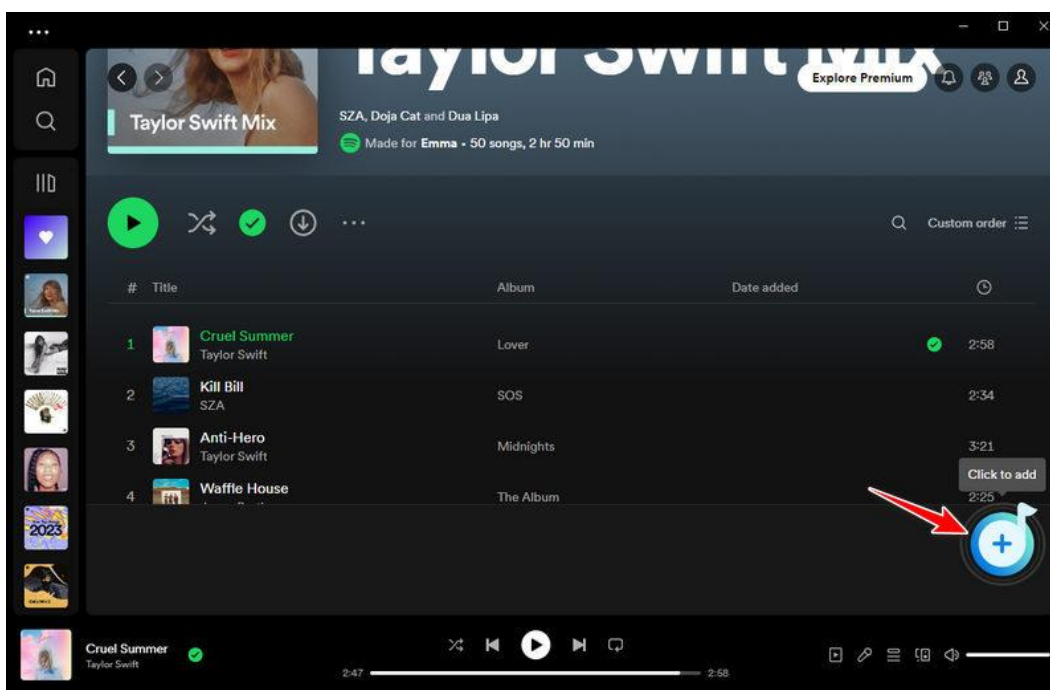 Taylor Swift Mix
Explore Premium
Taylor Swift Mix
SZA, Doja Cat and Dua Lipa
Made for Emma • 50 songs, 2 hr 50 min
Custom order
# Title Album Date added
1 Cruel Summer Lover 2:58
Taylor Swift
2 Kill Bill SOS 2:34
SZA
3 Anti-Hero Midnights 3:21
Taylor Swift
Click to add
4 Waffle House The Album 2:25
2023
Cruel Summer
Taylor Swift
2:47 2:58